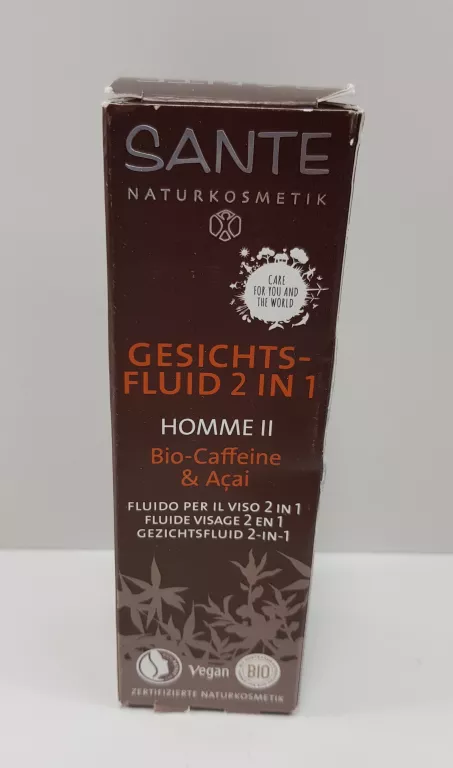 SANTE
NATURKOSMETIK
CARE
FOR YOU AND
THE WORLD
GESICHTS-
FLUID 2 IN 1
HOMME II
Bio-Caffeine
& Açai
FLUIDO PER IL VISO 2 IN 1
FLUIDE VISAGE 2 EN 1
GEZICHTSFLUID 2-IN-1
Vegan
BIO
ZERTIFIZIERTE NATURKOSMETIK